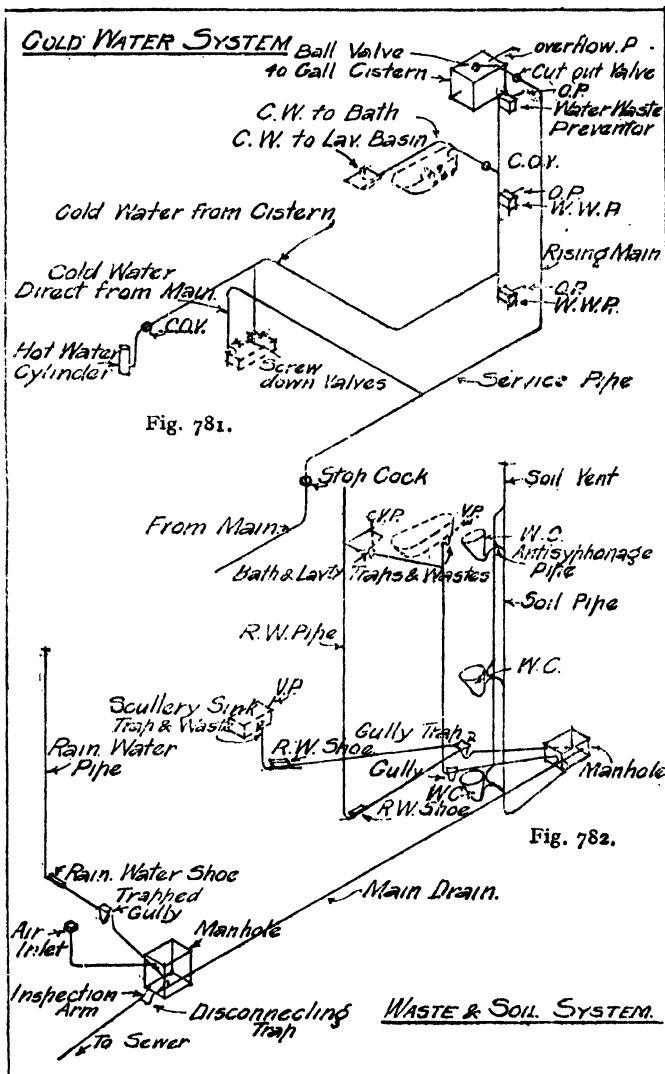 COLD WATER SYSTEM
Ball Valve
40 Gall Cistern
overflow. P
Cut out Valve
O.P.
Water Waste
Preventor
C.W. to Bath
C.W. to Lav. Basin
C.O.V.
O.P.
W.W.P.
Cold Water from Cistern
Rising Main
Cold Water
Direct from Main.
O.P.
W.W.P.
C.O.V.
Hot Water
Cylinder
Screw
down Valves
Service Pipe
Fig. 781.
Stop Cock
From Main.
Soil Vent
V.P.
V.P.
W.C.
Antisyphonage
Pipe
Bath & Lavty Traps & Wastes
Soil Pipe
R.W. Pipe
W.C.
Scullery Sink
Trap & Waste
V.P.
Rain Water
Pipe
R.W. Shoe
Gully Trap
Gully
Manhole
W.C.
R.W. Shoe
Fig. 782.
Rain Water Shoe
Trapped
Gully
Main Drain.
Air
Inlet
Manhole
Inspection
Arm
Disconnecting
Trap
To Sewer
WASTE & SOIL SYSTEM.